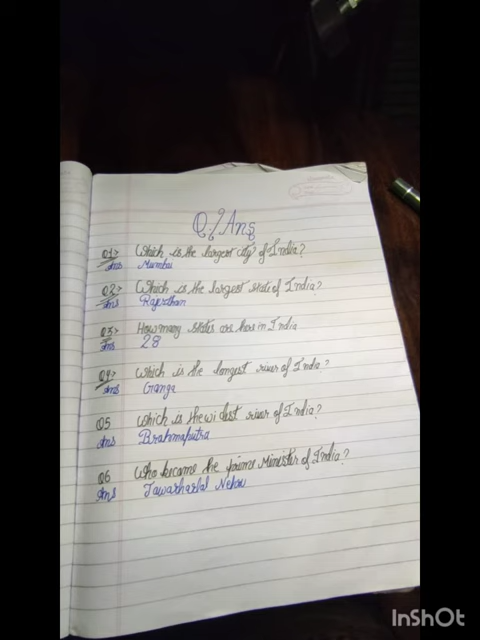 Q % Ans
Q1> Which is the largest city of India?
Ans Mumbai
Q2> Which is the largest state of India?
Ans Rajesthan
Q3> How many states are has in India
Ans 28
Q4> Which is the longest river of India?
Ans Ganga
Q5 Which is the widest river of India?
Ans Brahmaputra
Q6 Who became the prime Minister of India?
Ans Jawaharlal Nehru
InShOt